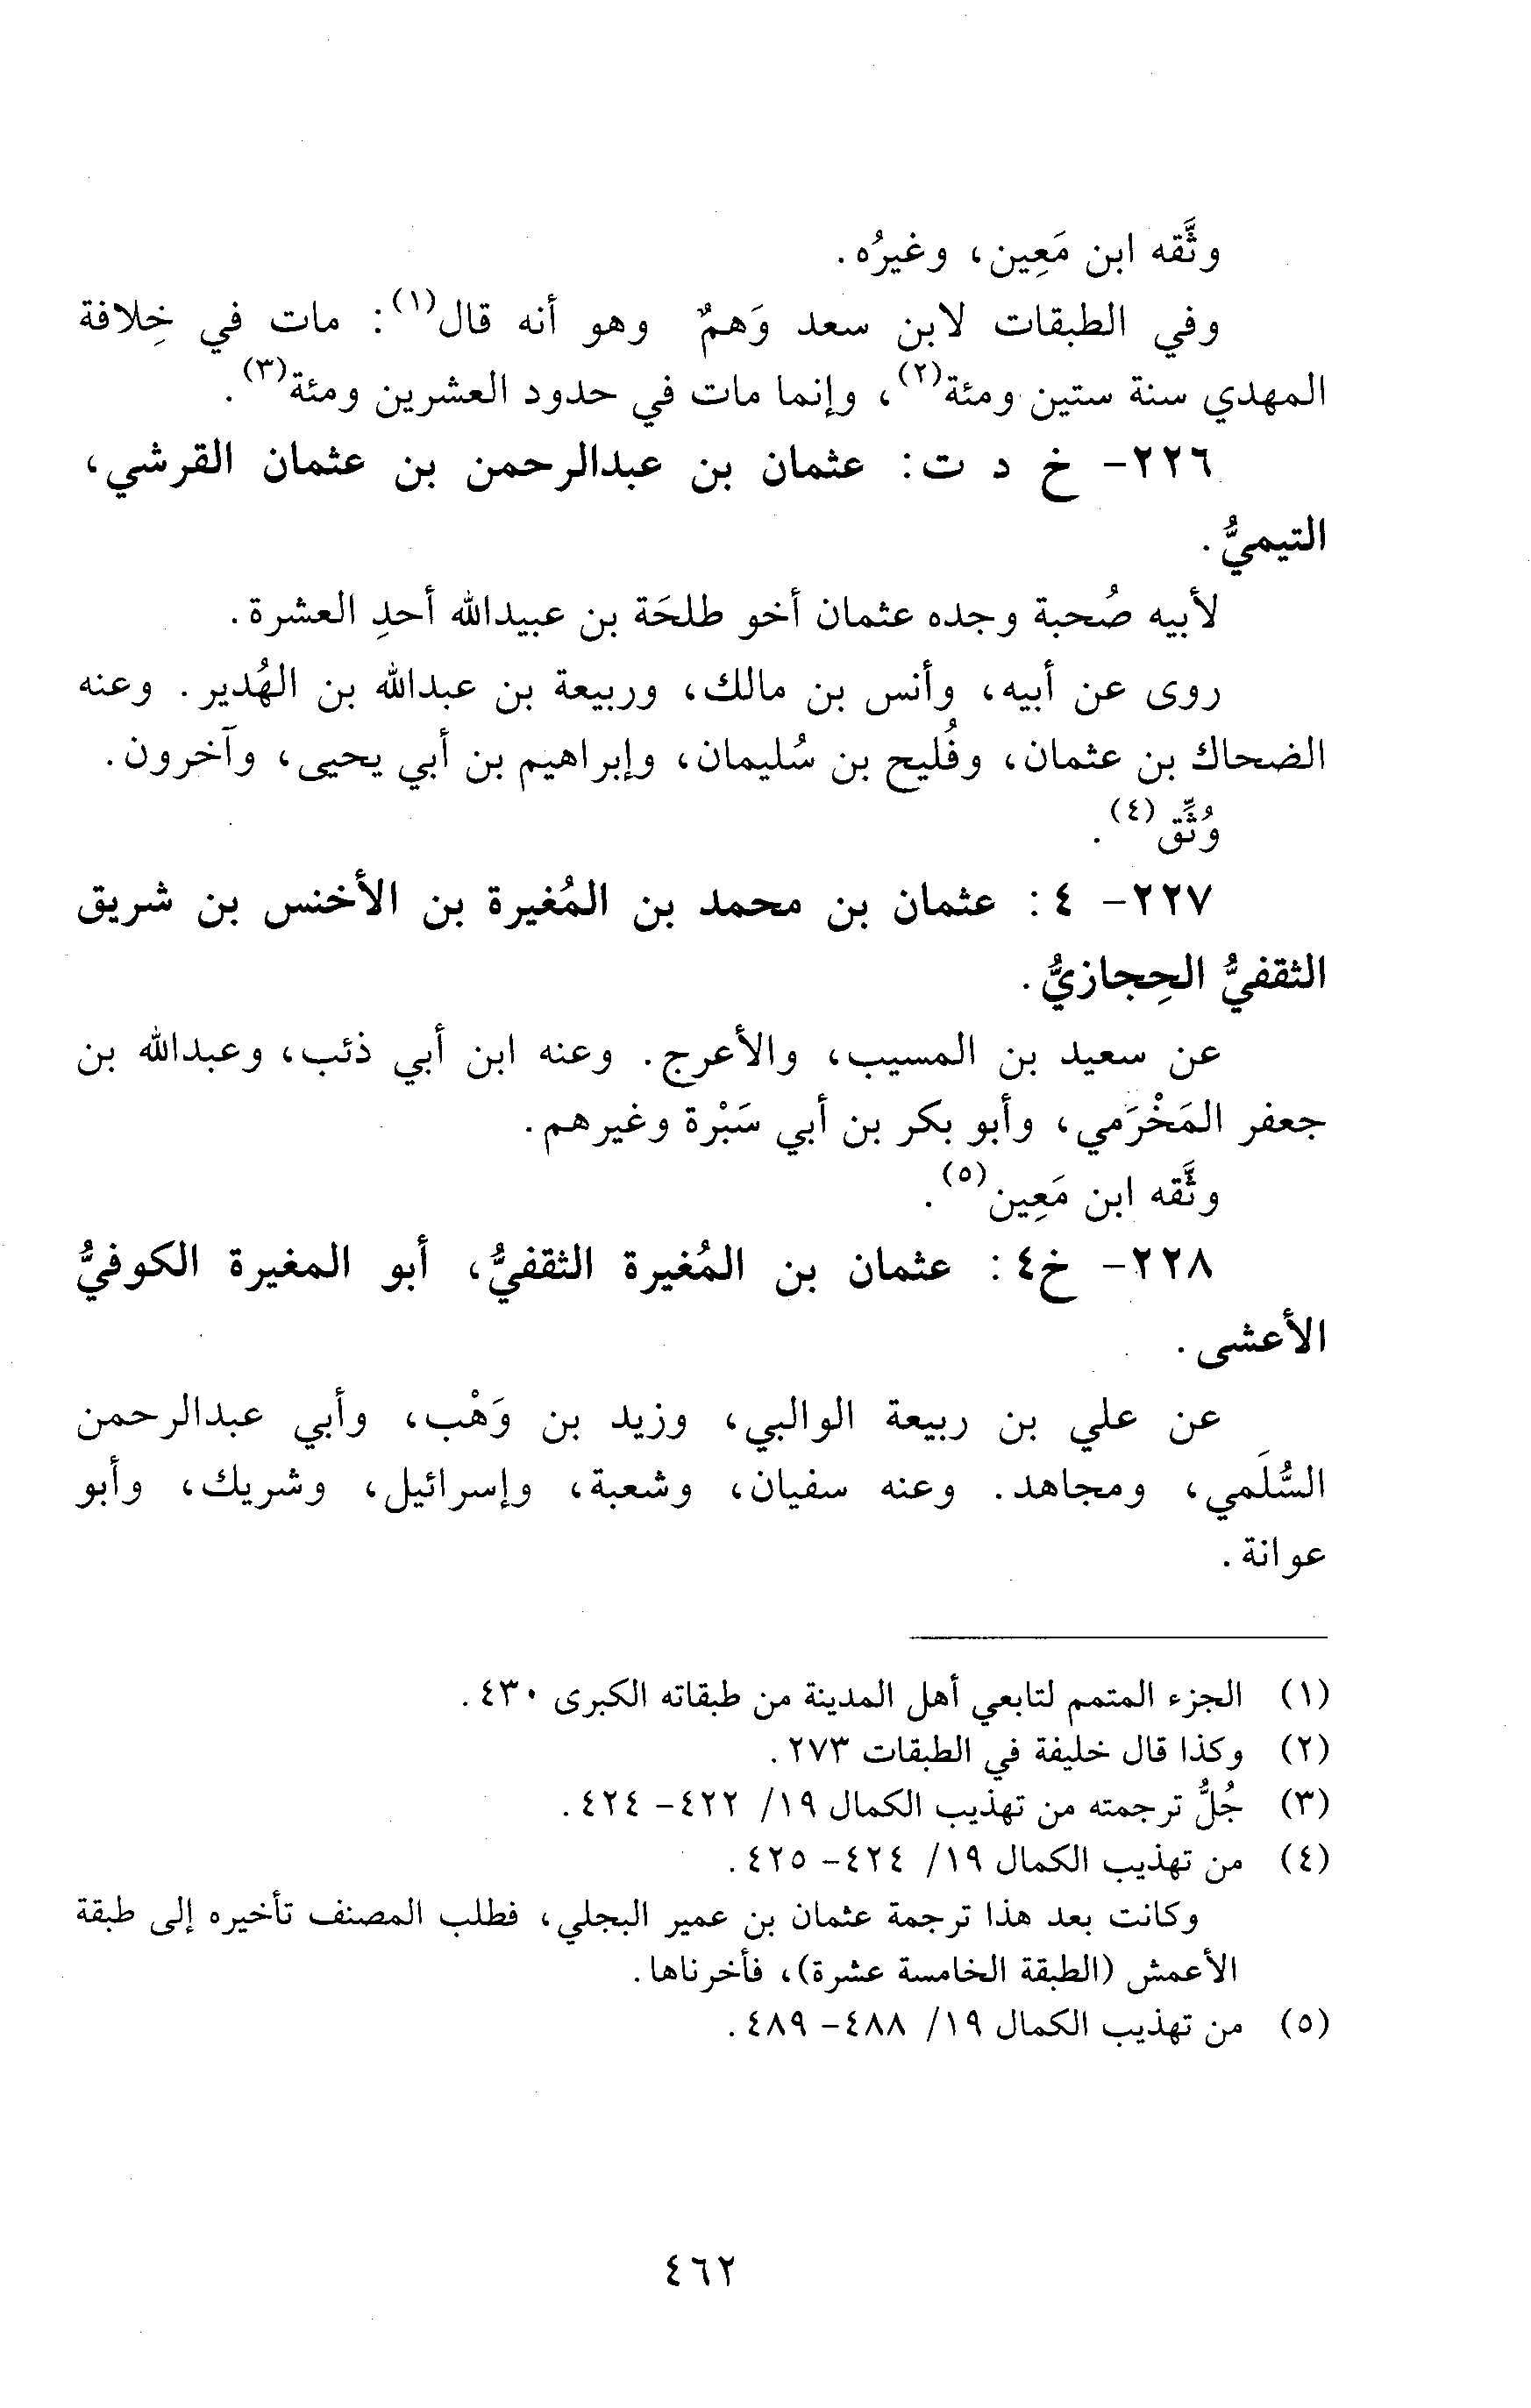 وثَّقه ابن مَعِين، وغيرُه.
وفي الطبقات لابن سعد وَهمٌ وهو أنه قال(١): مات في خِلافة
المهدي سنة ستين ومئة(٢)، وإنما مات في حدود العشرين ومئة(٣).
٢٢٦- خ د ت: عثمان بن عبدالرحمن بن عثمان القرشي،
التيميُّ.
لأبيه صُحبة وجده عثمان أخو طلحَة بن عبيدالله أحدِ العشرة.
روى عن أبيه، وأنس بن مالك، وربيعة بن عبدالله بن الهُدير. وعنه
الضحاك بن عثمان، وفُليح بن سُليمان، وإبراهيم بن أبي يحيى، وآخرون.
وُثِّق(٤).
٢٢٧- ٤: عثمان بن محمد بن المُغيرة بن الأخنس بن شريق
الثقفيُّ الحِجازيُّ.
عن سعيد بن المسيب، والأعرج. وعنه ابن أبي ذئب، وعبدالله بن
جعفر المَخْرَمي، وأبو بكر بن أبي سَبْرة وغيرهم.
وثَّقه ابن مَعِين(٥).
٢٢٨- خ٤: عثمان بن المُغيرة الثقفيُّ، أبو المغيرة الكوفيُّ
الأعشى.
عن علي بن ربيعة الوالبي، وزيد بن وَهْب، وأبي عبدالرحمن
السُّلَمي، ومجاهد. وعنه سفيان، وشعبة، وإسرائيل، وشريك، وأبو
عوانة.
(١) الجزء المتمم لتابعي أهل المدينة من طبقاته الكبرى ٤٣٠.
(٢) وكذا قال خليفة في الطبقات ٢٧٣.
(٣) جُلُّ ترجمته من تهذيب الكمال ١٩/ ٤٢٢- ٤٢٤.
(٤) من تهذيب الكمال ١٩/ ٤٢٤- ٤٢٥.
وكانت بعد هذا ترجمة عثمان بن عمير البجلي، فطلب المصنف تأخيره إلى طبقة
الأعمش (الطبقة الخامسة عشرة)، فأخرناها.
(٥) من تهذيب الكمال ١٩/ ٤٨٨- ٤٨٩.
٤٦٢